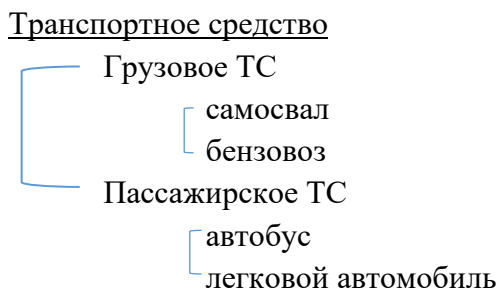 Транспортное средство
Грузовое ТС
самосвал
бензовоз
Пассажирское ТС
автобус
легковой автомобиль